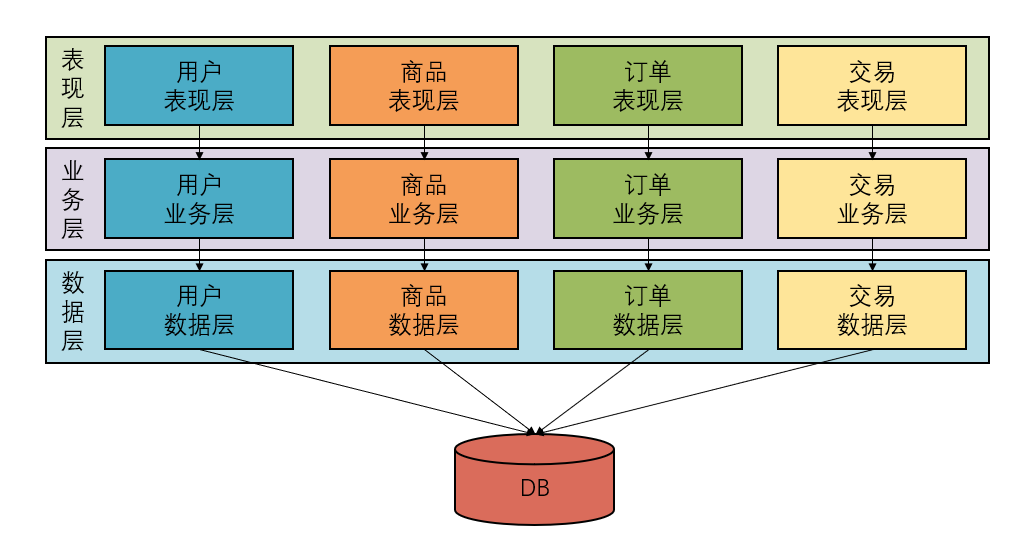 表
现
层
用户
表现层
商品
表现层
订单
表现层
交易
表现层
业
务
层
用户
业务层
商品
业务层
订单
业务层
交易
业务层
数
据
层
用户
数据层
商品
数据层
订单
数据层
交易
数据层
DB